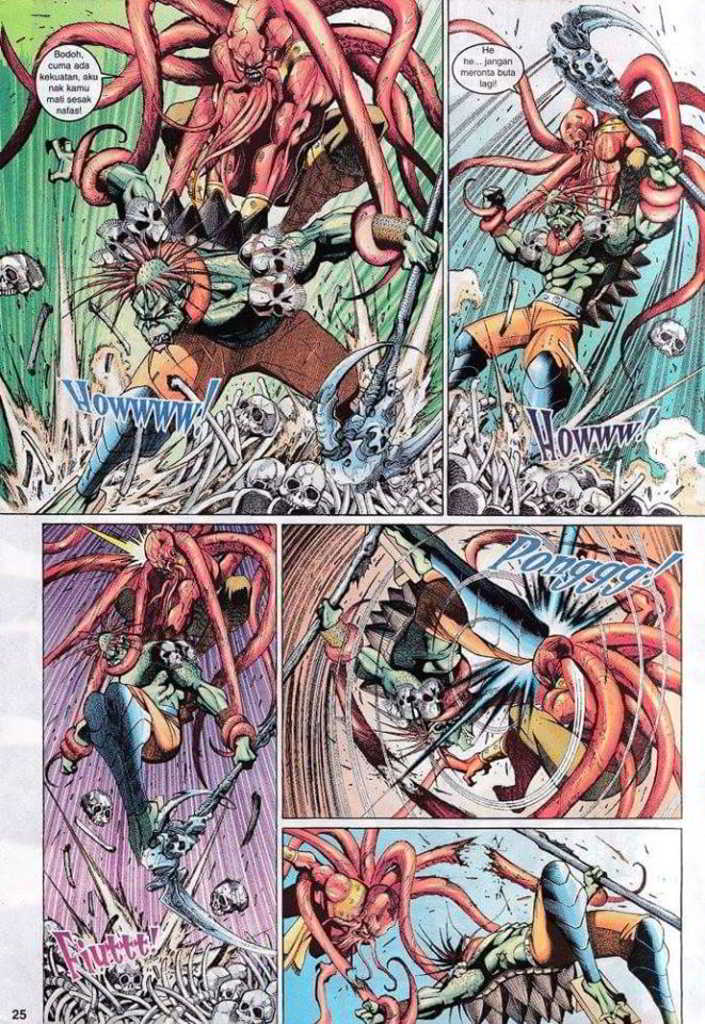 Bodoh,
cuma ada
kekuatan, aku
nak kamu
mati sesak
nafas!
He
he... jangan
meronta buta
lagi!
Howwww!
Howww!
Ponggg!
Fiuttt!
25